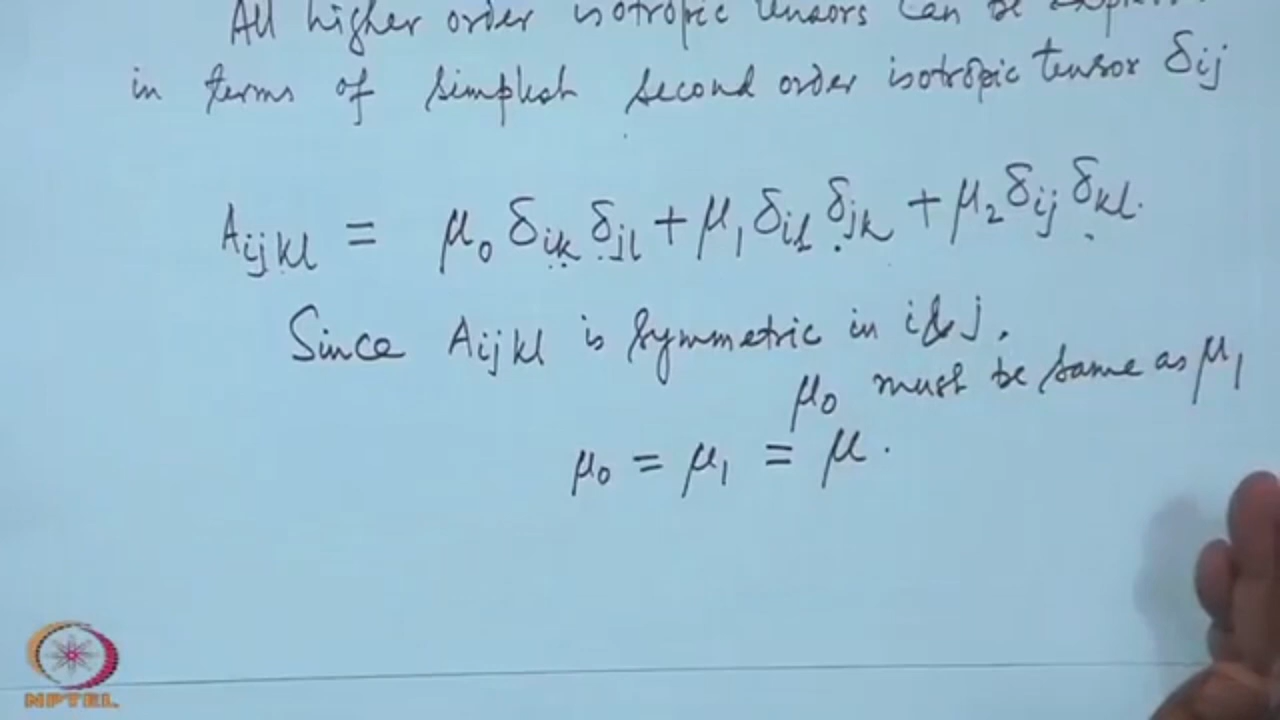 All higher order isotropic tensors can be
in terms of simplest second order isotropic tensor δij
Aijkl = μ0 δik δjl + μ1 δil δjk + μ2 δij δkl.
Since Aijkl is symmetric in i & j.
μ0 must be same as μ1
μ0 = μ1 ≡ μ.
NPTEL